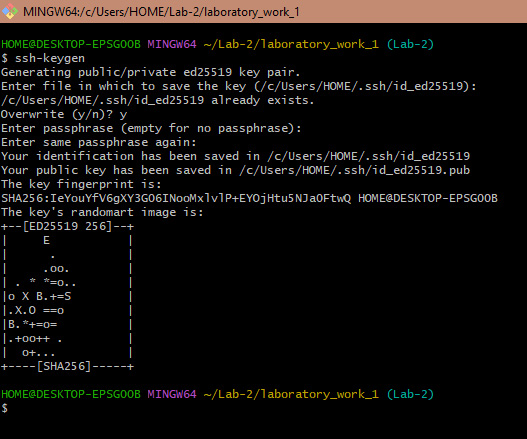 MINGW64:/c/Users/HOME/Lab-2/laboratory_work_1
HOME@DESKTOP-EPSGOOB MINGW64 ~/Lab-2/laboratory_work_1 (Lab-2)
$ ssh-keygen
Generating public/private ed25519 key pair.
Enter file in which to save the key (/c/Users/HOME/.ssh/id_ed25519):
/c/Users/HOME/.ssh/id_ed25519 already exists.
Overwrite (y/n)? y
Enter passphrase (empty for no passphrase):
Enter same passphrase again:
Your identification has been saved in /c/Users/HOME/.ssh/id_ed25519
Your public key has been saved in /c/Users/HOME/.ssh/id_ed25519.pub
The key fingerprint is:
SHA256:IeYouYfV6gXY3GO6INooMxlvlP+EYOjHtu5NJaOFtwQ HOME@DESKTOP-EPSGOOB
The key's randomart image is:
+--[ED25519 256]--+
|     E           |
|      .          |
|     .oo.        |
| . * *=o..       |
|o X B.+=S        |
|.X.O ==o         |
|B.*+=o=          |
|.+oo++ .         |
|  o+...          |
+----[SHA256]-----+
HOME@DESKTOP-EPSGOOB MINGW64 ~/Lab-2/laboratory_work_1 (Lab-2)
$